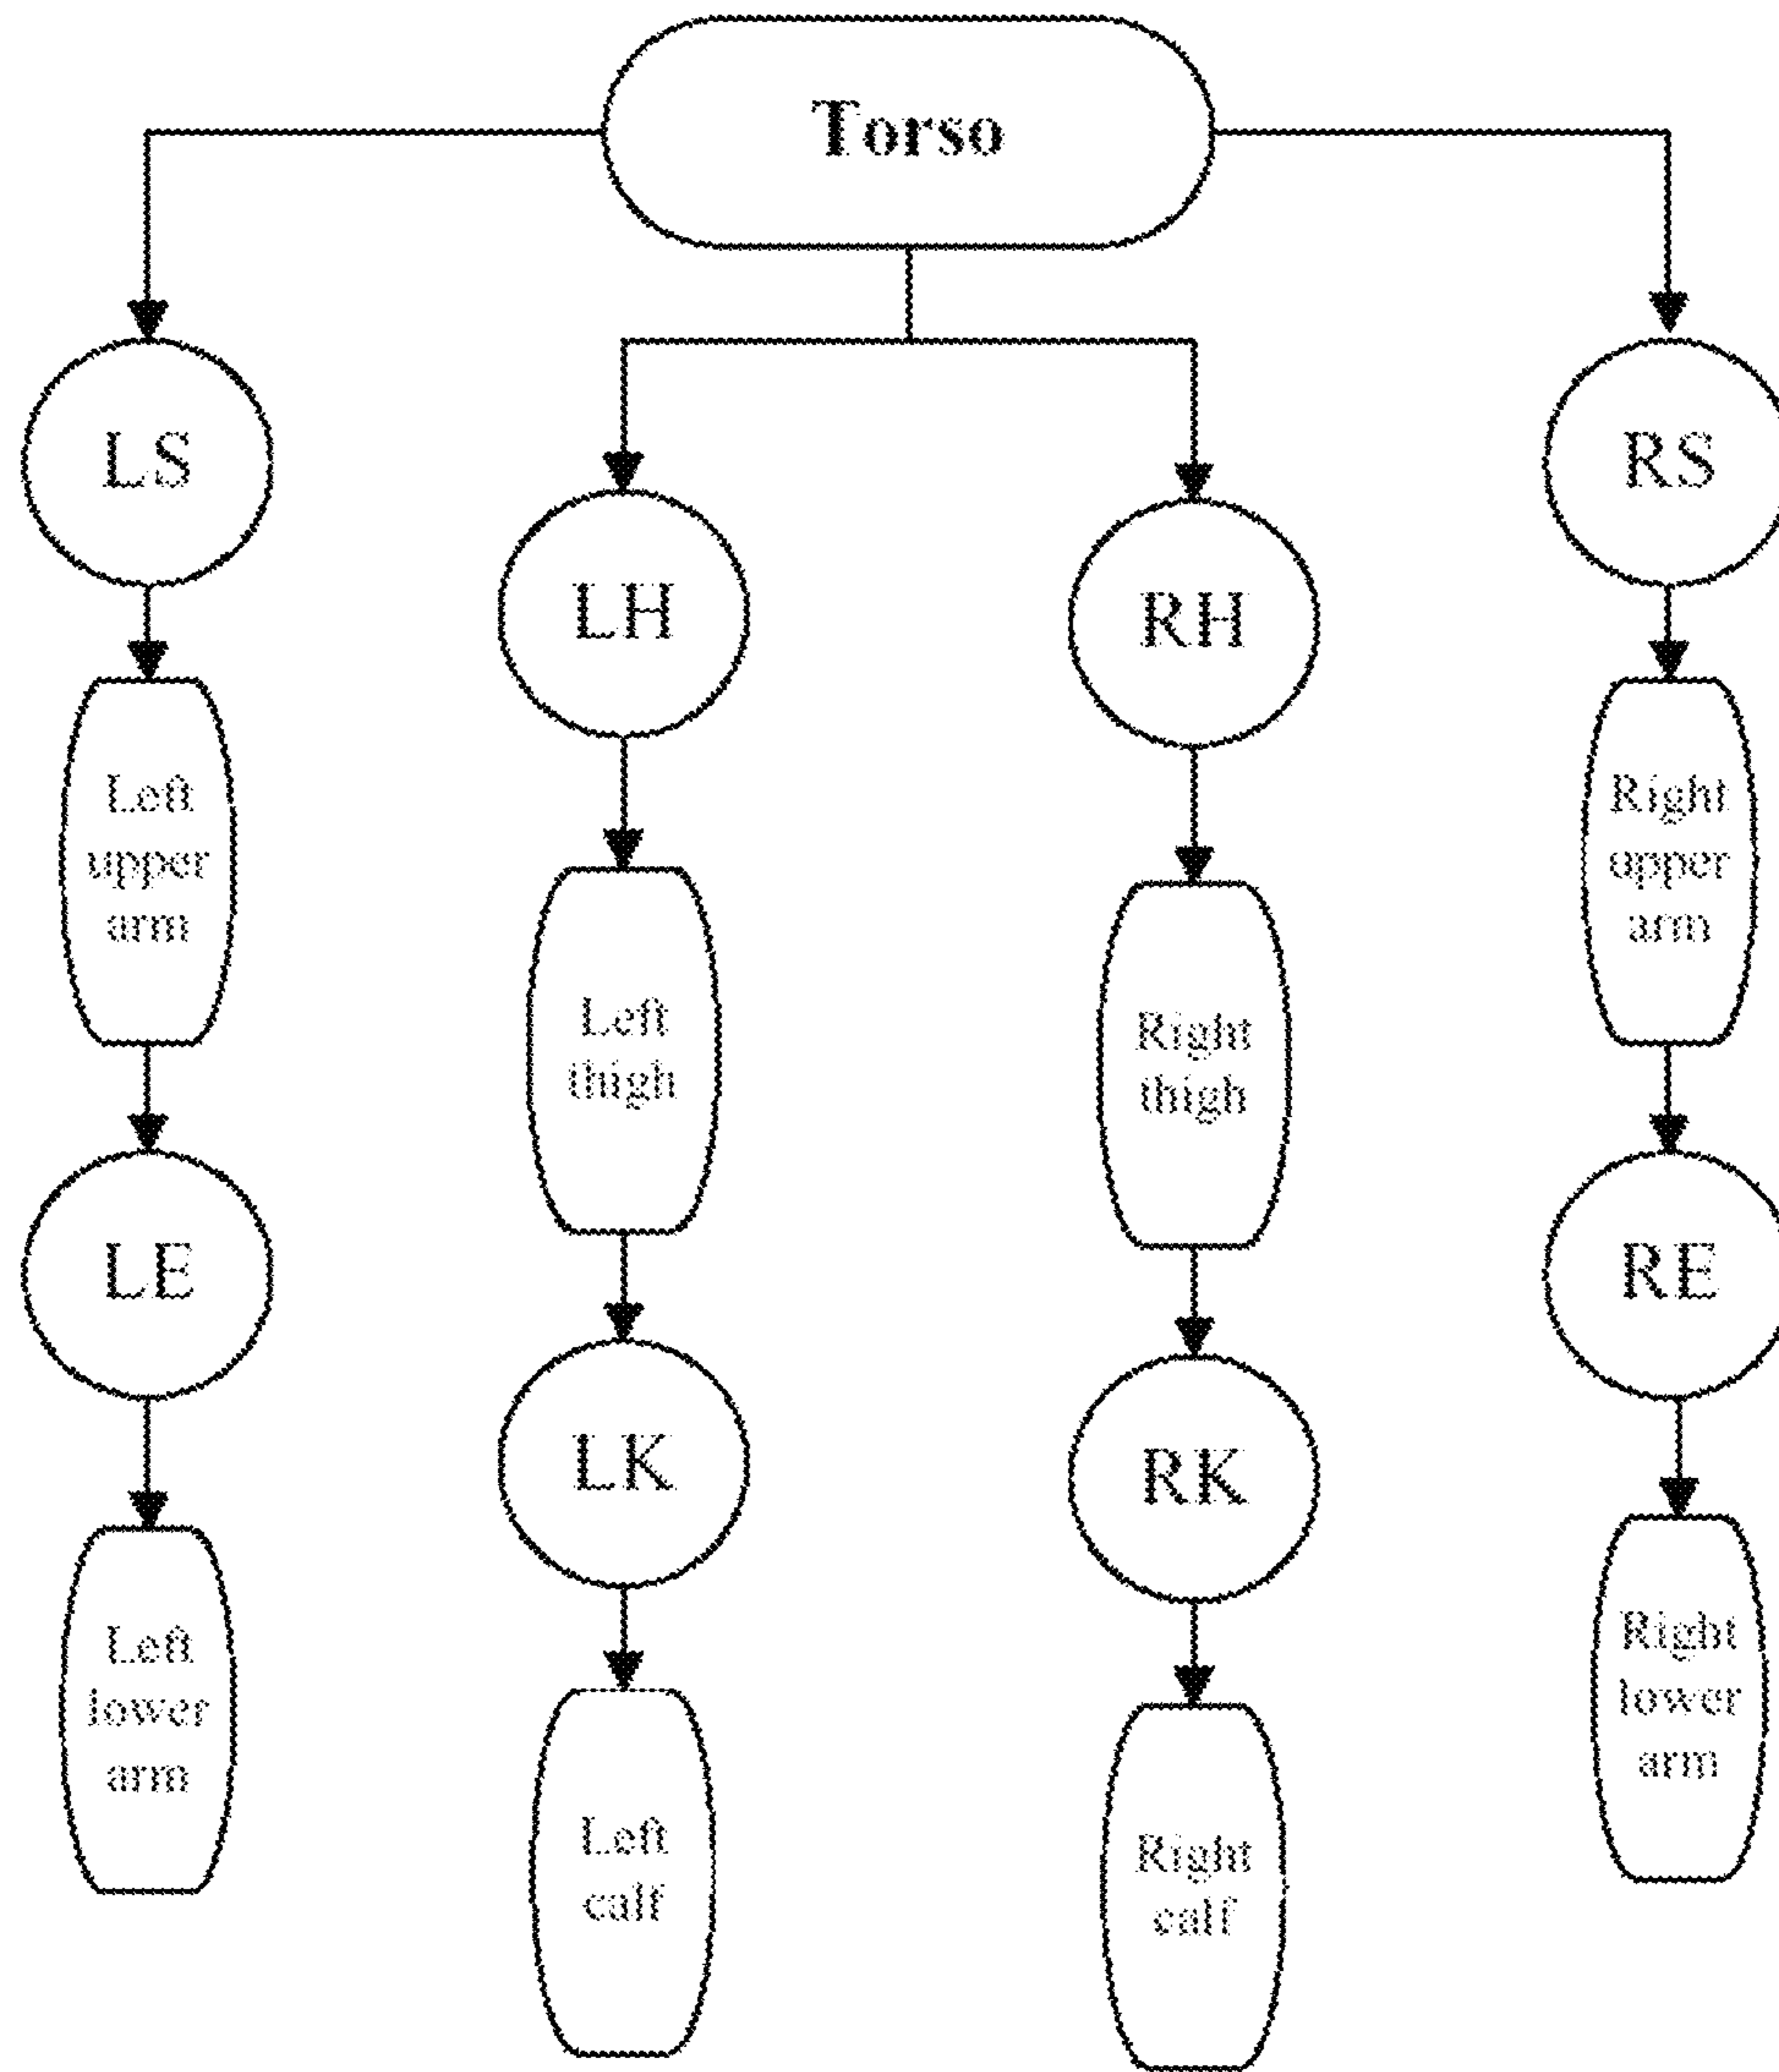 Torso
LS
RS
LH
RH
Left
upper
arm
Right
upper
arm
Left
thigh
Right
thigh
LE
RE
LK
RK
Left
lower
arm
Right
lower
arm
Left
calf
Right
calf